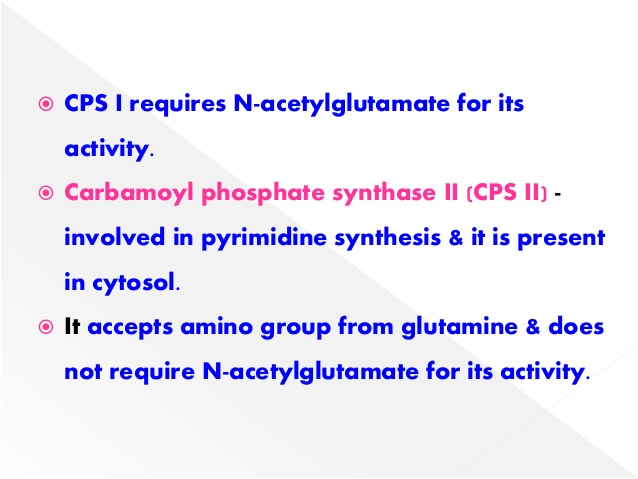 CPS I requires N-acetylglutamate for its
activity.
Carbamoyl phosphate synthase II (CPS II) -
involved in pyrimidine synthesis & it is present
in cytosol.
It accepts amino group from glutamine & does
not require N-acetylglutamate for its activity.